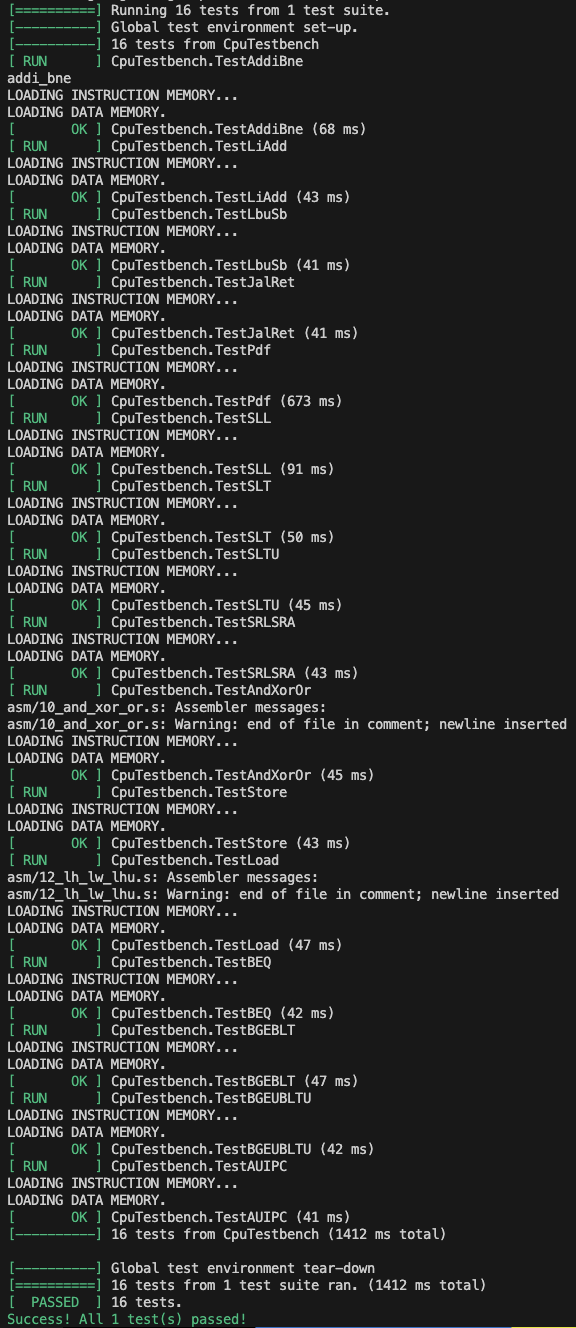 [==========] Running 16 tests from 1 test suite.
[----------] Global test environment set-up.
[----------] 16 tests from CpuTestbench
[ RUN      ] CpuTestbench.TestAddiBne
addi_bne
LOADING INSTRUCTION MEMORY...
LOADING DATA MEMORY.
[       OK ] CpuTestbench.TestAddiBne (68 ms)
[ RUN      ] CpuTestbench.TestLiAdd
LOADING INSTRUCTION MEMORY...
LOADING DATA MEMORY.
[       OK ] CpuTestbench.TestLiAdd (43 ms)
[ RUN      ] CpuTestbench.TestLbuSb
LOADING INSTRUCTION MEMORY...
LOADING DATA MEMORY.
[       OK ] CpuTestbench.TestLbuSb (41 ms)
[ RUN      ] CpuTestbench.TestJalRet
LOADING INSTRUCTION MEMORY...
LOADING DATA MEMORY.
[       OK ] CpuTestbench.TestJalRet (41 ms)
[ RUN      ] CpuTestbench.TestPdf
LOADING INSTRUCTION MEMORY...
LOADING DATA MEMORY.
[       OK ] CpuTestbench.TestPdf (673 ms)
[ RUN      ] CpuTestbench.TestSLL
LOADING INSTRUCTION MEMORY...
LOADING DATA MEMORY.
[       OK ] CpuTestbench.TestSLL (91 ms)
[ RUN      ] CpuTestbench.TestSLT
LOADING INSTRUCTION MEMORY...
LOADING DATA MEMORY.
[       OK ] CpuTestbench.TestSLT (50 ms)
[ RUN      ] CpuTestbench.TestSLTU
LOADING INSTRUCTION MEMORY...
LOADING DATA MEMORY.
[       OK ] CpuTestbench.TestSLTU (45 ms)
[ RUN      ] CpuTestbench.TestSRLSRA
LOADING INSTRUCTION MEMORY...
LOADING DATA MEMORY.
[       OK ] CpuTestbench.TestSRLSRA (43 ms)
[ RUN      ] CpuTestbench.TestAndXorOr
asm/10_and_xor_or.s: Assembler messages:
asm/10_and_xor_or.s: Warning: end of file in comment; newline inserted
LOADING INSTRUCTION MEMORY...
LOADING DATA MEMORY.
[       OK ] CpuTestbench.TestAndXorOr (45 ms)
[ RUN      ] CpuTestbench.TestStore
LOADING INSTRUCTION MEMORY...
LOADING DATA MEMORY.
[       OK ] CpuTestbench.TestStore (43 ms)
[ RUN      ] CpuTestbench.TestLoad
asm/12_lh_lw_lhu.s: Assembler messages:
asm/12_lh_lw_lhu.s: Warning: end of file in comment; newline inserted
LOADING INSTRUCTION MEMORY...
LOADING DATA MEMORY.
[       OK ] CpuTestbench.TestLoad (47 ms)
[ RUN      ] CpuTestbench.TestBEQ
LOADING INSTRUCTION MEMORY...
LOADING DATA MEMORY.
[       OK ] CpuTestbench.TestBEQ (42 ms)
[ RUN      ] CpuTestbench.TestBGEBLT
LOADING INSTRUCTION MEMORY...
LOADING DATA MEMORY.
[       OK ] CpuTestbench.TestBGEBLT (47 ms)
[ RUN      ] CpuTestbench.TestBGEUBLTU
LOADING INSTRUCTION MEMORY...
LOADING DATA MEMORY.
[       OK ] CpuTestbench.TestBGEUBLTU (42 ms)
[ RUN      ] CpuTestbench.TestAUIPC
LOADING INSTRUCTION MEMORY...
LOADING DATA MEMORY.
[       OK ] CpuTestbench.TestAUIPC (41 ms)
[----------] 16 tests from CpuTestbench (1412 ms total)
[----------] Global test environment tear-down
[==========] 16 tests from 1 test suite ran. (1412 ms total)
[  PASSED  ] 16 tests.
Success! All 1 test(s) passed!